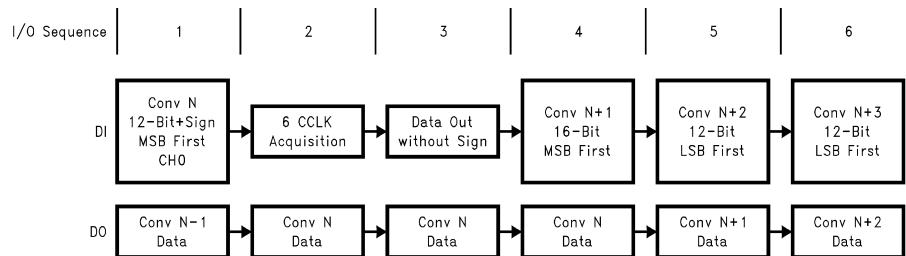 I/O Sequence 1 2 3 4 5 6
DI
Conv N
12-Bit+Sign
MSB First
CH0
6 CCLK
Acquisition
Data Out
without Sign
Conv N+1
16-Bit
MSB First
Conv N+2
12-Bit
LSB First
Conv N+3
12-Bit
LSB First
DO
Conv N-1
Data
Conv N
Data
Conv N
Data
Conv N
Data
Conv N+1
Data
Conv N+2
Data